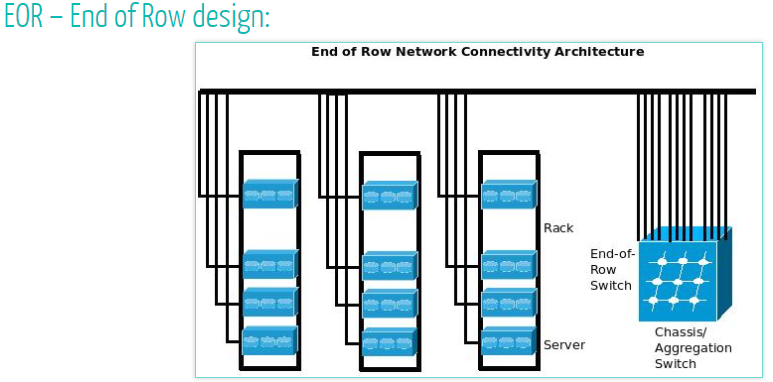 EOR – End of Row design:
End of Row Network Connectivity Architecture
Rack
End-of-
Row
Switch
Server
Chassis/
Aggregation
Switch